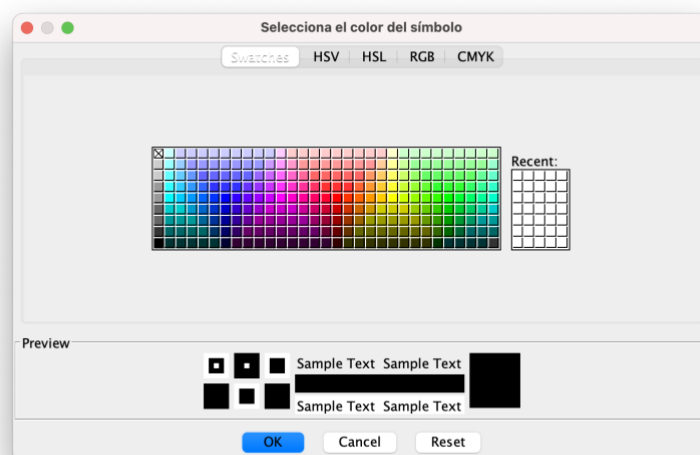 Selecciona el color del símbolo
Swatches HSV HSL RGB CMYK
Recent:
Preview
Sample Text Sample Text
Sample Text Sample Text
OK Cancel Reset